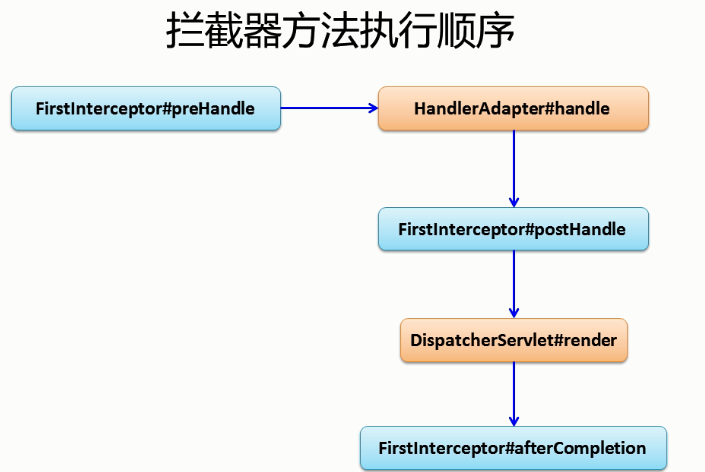 拦截器方法执行顺序
FirstInterceptor#preHandle
HandlerAdapter#handle
FirstInterceptor#postHandle
DispatcherServlet#render
FirstInterceptor#afterCompletion